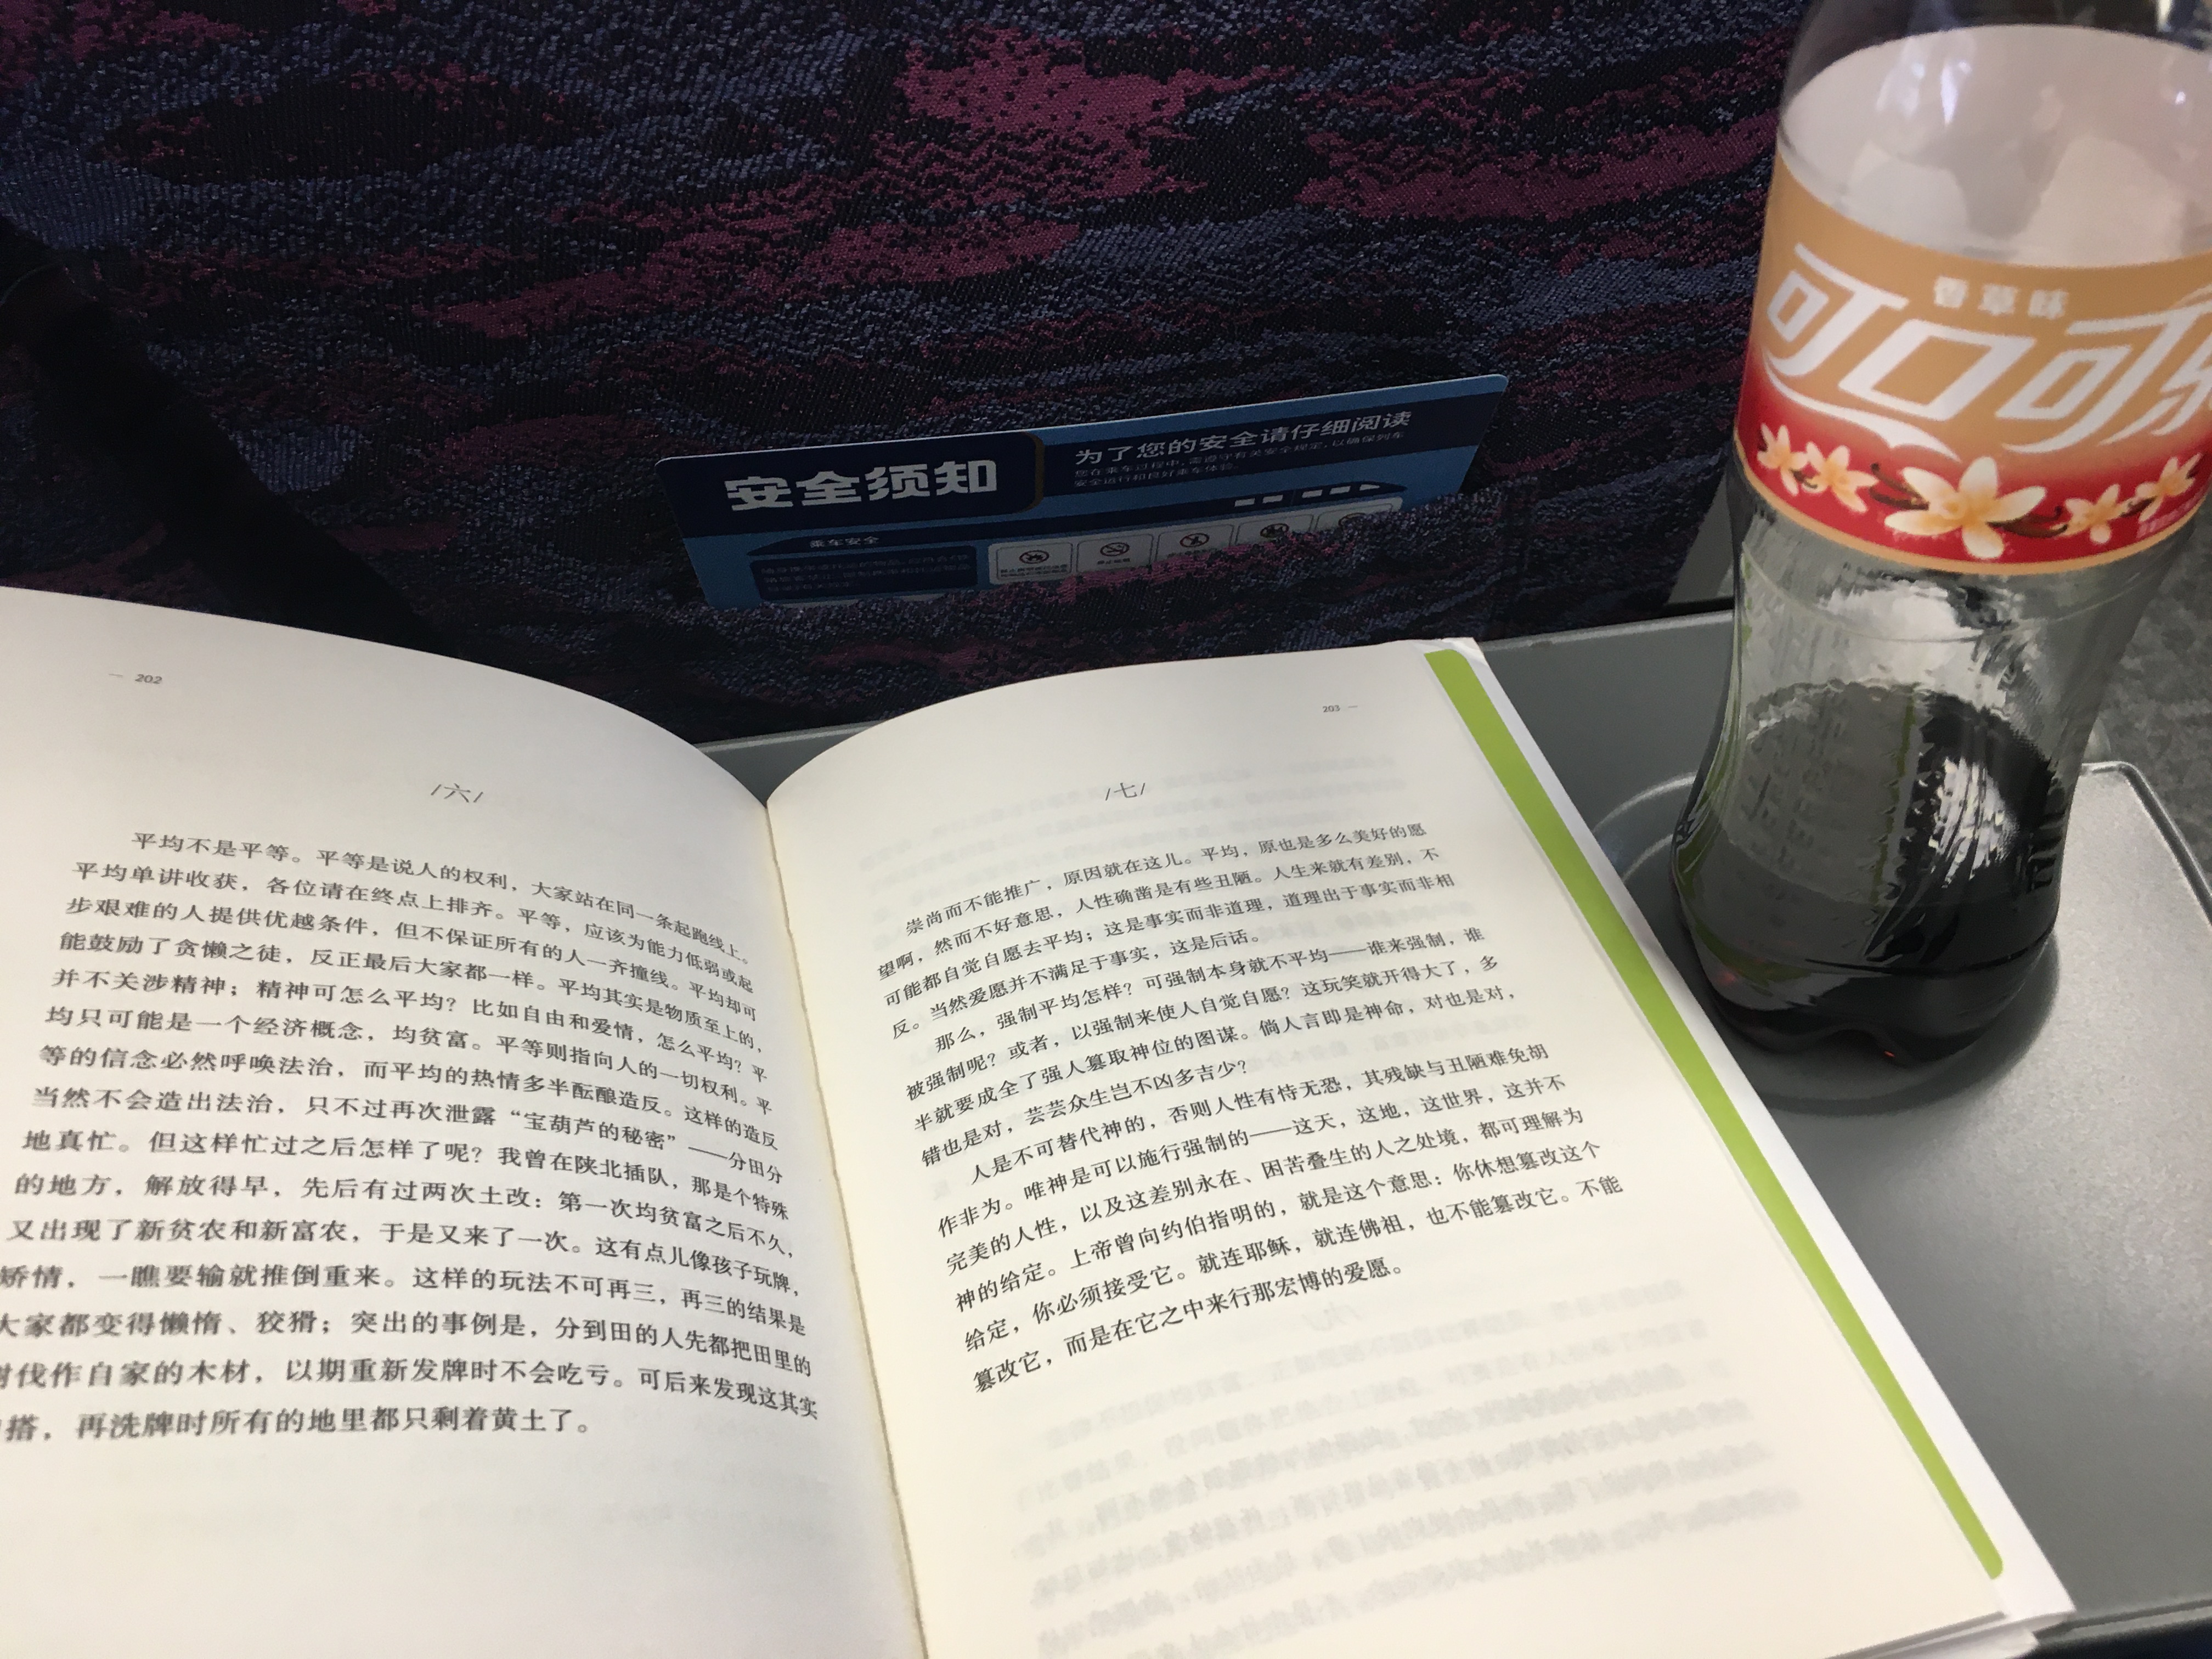 香草味
可口可乐
安全须知
为了您的安全请仔细阅读
您在乘车过程中,需遵守有关安全规定,以确保列车
安全运行和良好乘车体验。
乘车安全
202
/六/
平均不是平等。平等是说人的权利，大家站在同一条起跑线上。
平均单讲收获，各位请在终点上排齐。平等，应该为能力低弱或起
步艰难的人提供优越条件，但不保证所有的人一齐撞线。平均却可
能鼓励了贪懒之徒，反正最后大家都一样。平均其实是物质至上的，
并不关涉精神；精神可怎么平均？比如自由和爱情，怎么平均？平
均只可能是一个经济概念，均贫富。平等则指向人的一切权利。平
等的信念必然呼唤法治，而平均的热情多半酝酿造反。这样的造反
当然不会造出法治，只不过再次泄露“宝葫芦的秘密”——分田分
地真忙。但这样忙过之后怎样了呢？我曾在陕北插队，那是个特殊
的地方，解放得早，先后有过两次土改：第一次均贫富之后不久，
又出现了新贫农和新富农，于是又来了一次。这有点儿像孩子玩牌，
矫情，一瞧要输就推倒重来。这样的玩法不可再三，再三的结果是
大家都变得懒惰、狡猾；突出的事例是，分到田的人先都把田里的
树伐作自家的木材，以期重新发牌时不会吃亏。可后来发现这其实
搭，再洗牌时所有的地里都只剩着黄土了。
203
/七/
崇尚而不能推广，原因就在这儿。平均，原也是多么美好的愿
望啊，然而不好意思，人性确凿是有些丑陋。人生来就有差别，不
可能都自觉自愿去平均；这是事实而非道理，道理出于事实而非相
反。当然爱愿并不满足于事实，这是后话。
那么，强制平均怎样？可强制本身就不平均——谁来强制，谁
被强制呢？或者，以强制来使人自觉自愿？这玩笑就开得大了，多
半就要成全了强人篡取神位的图谋。倘人言即是神命，对也是对，
错也是对，芸芸众生岂不凶多吉少？
人是不可替代神的，否则人性有恃无恐，其残缺与丑陋难免胡
作非为。唯神是可以施行强制的——这天，这地，这世界，这并不
完美的人性，以及这差别永在、困苦叠生的人之处境，都可理解为
神的给定。上帝曾向约伯指明的，就是这个意思：你休想篡改这个
给定，你必须接受它。就连耶稣，就连佛祖，也不能篡改它。不能
篡改它，而是在它之中来行那宏博的爱愿。